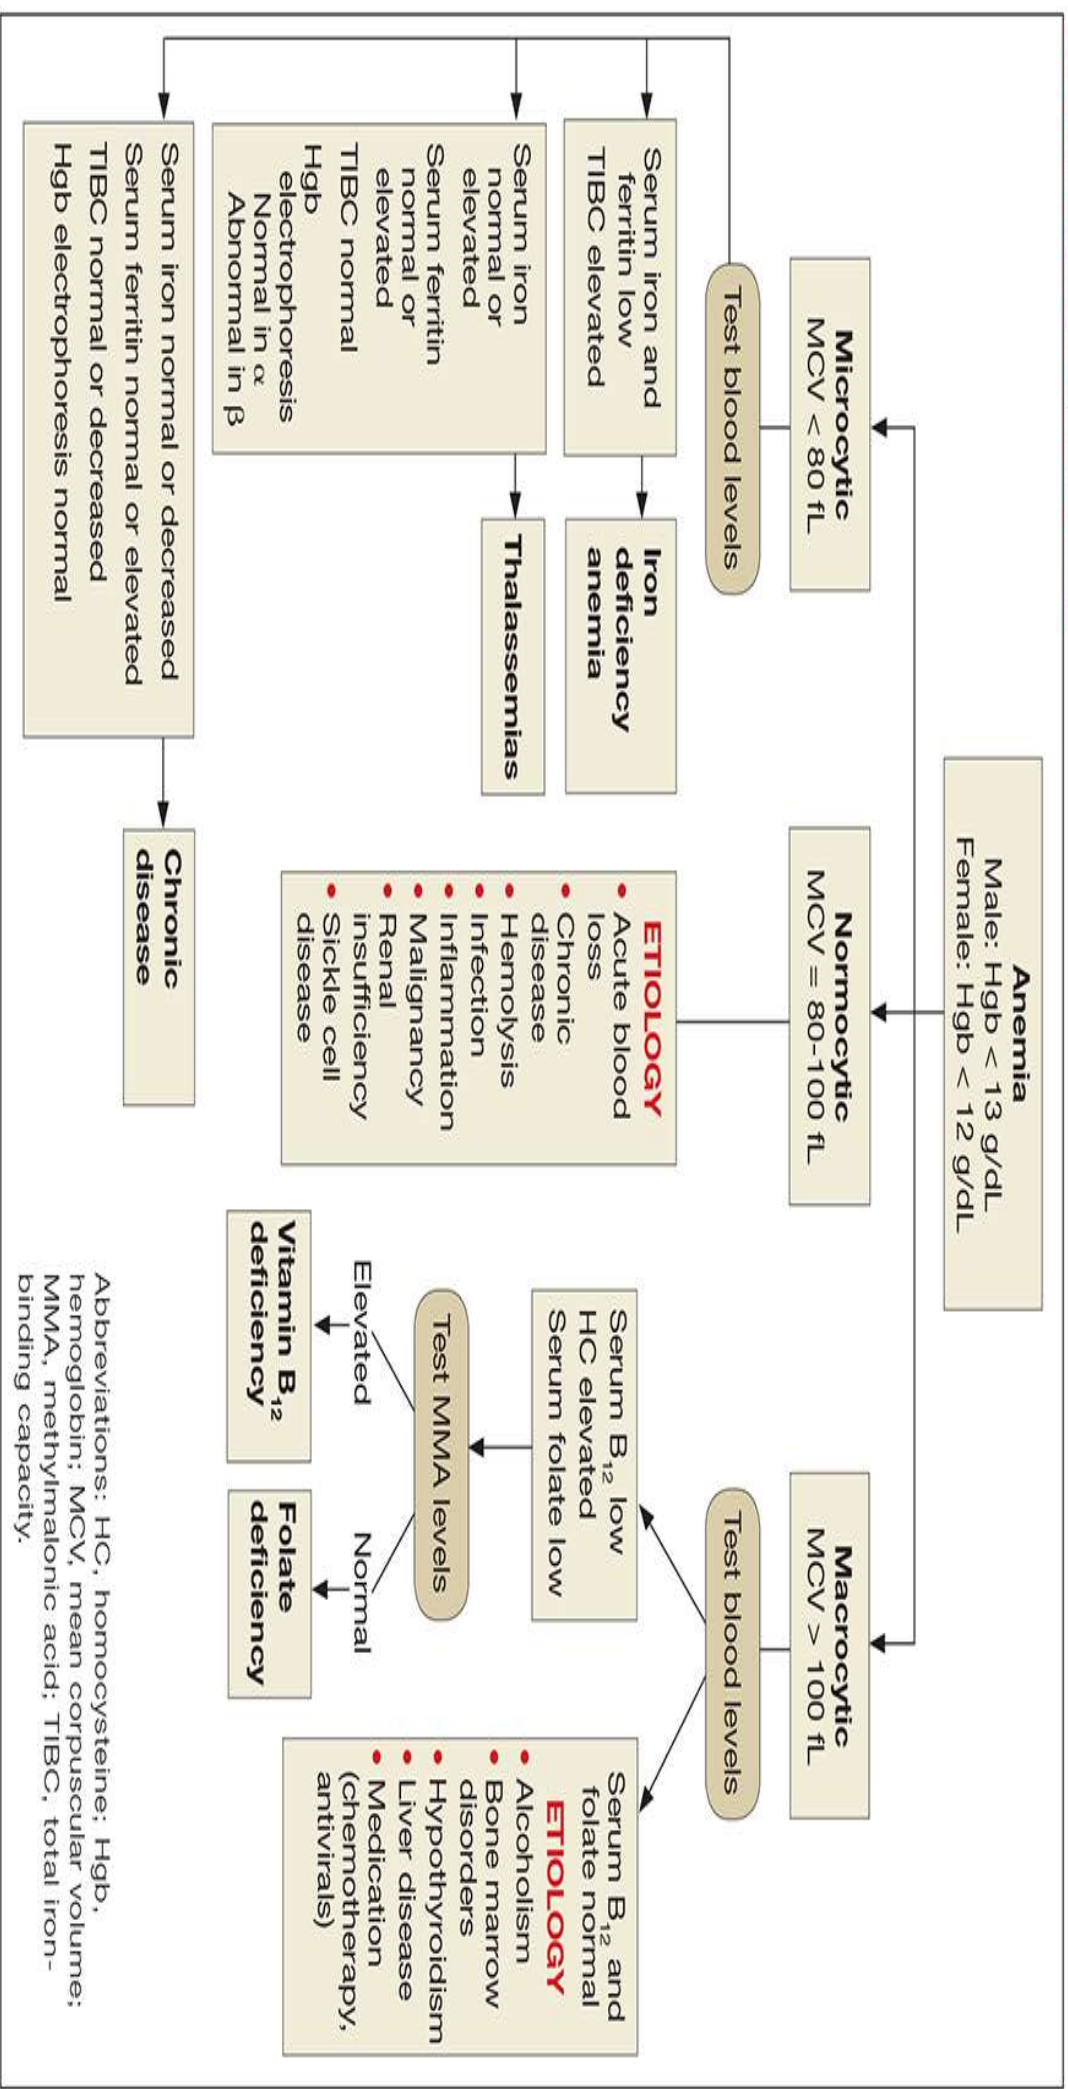 Anemia
Male: Hgb < 13 g/dL
Female: Hgb < 12 g/dL
Microcytic
MCV < 80 fL
Test blood levels
Serum iron and
ferritin low
TIBC elevated
Iron
deficiency
anemia
Serum iron
normal or
elevated
Serum ferritin
normal or
elevated
TIBC normal
Hgb
electrophoresis
Normal in α
Abnormal in β
Thalassemias
Serum iron normal or decreased
Serum ferritin normal or elevated
TIBC normal or decreased
Hgb electrophoresis normal
Chronic
disease
Normocytic
MCV = 80-100 fL
ETIOLOGY
• Acute blood
loss
• Chronic
disease
• Hemolysis
• Infection
• Inflammation
• Malignancy
• Renal
insufficiency
• Sickle cell
disease
Macrocytic
MCV > 100 fL
Test blood levels
Serum B₁₂ low
HC elevated
Serum folate low
Test MMA levels
Elevated
Normal
Vitamin B₁₂
deficiency
Folate
deficiency
Serum B₁₂ and
folate normal
ETIOLOGY
• Alcoholism
• Bone marrow
disorders
• Hypothyroidism
• Liver disease
• Medication
(chemotherapy,
antivirals)
Abbreviations: HC, homocysteine; Hgb,
hemoglobin; MCV, mean corpuscular volume;
MMA, methylmalonic acid; TIBC, total iron-
binding capacity.